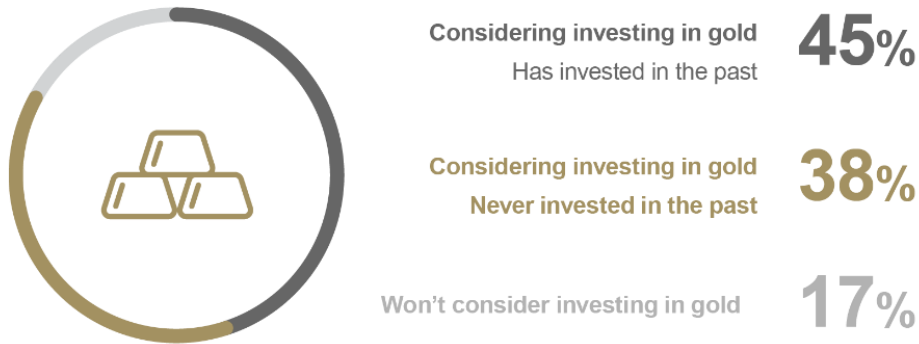 Considering investing in gold
Has invested in the past
45%
Considering investing in gold
Never invested in the past
38%
Won't consider investing in gold
17%